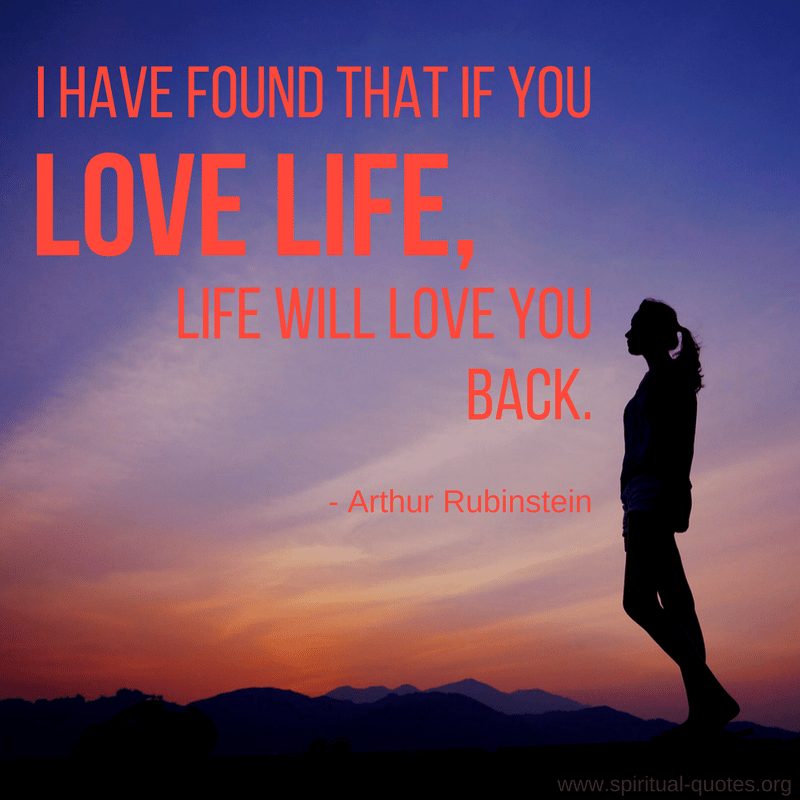 I HAVE FOUND THAT IF YOU
LOVE LIFE,
LIFE WILL LOVE YOU
BACK.
- Arthur Rubinstein
www.spiritual-quotes.org